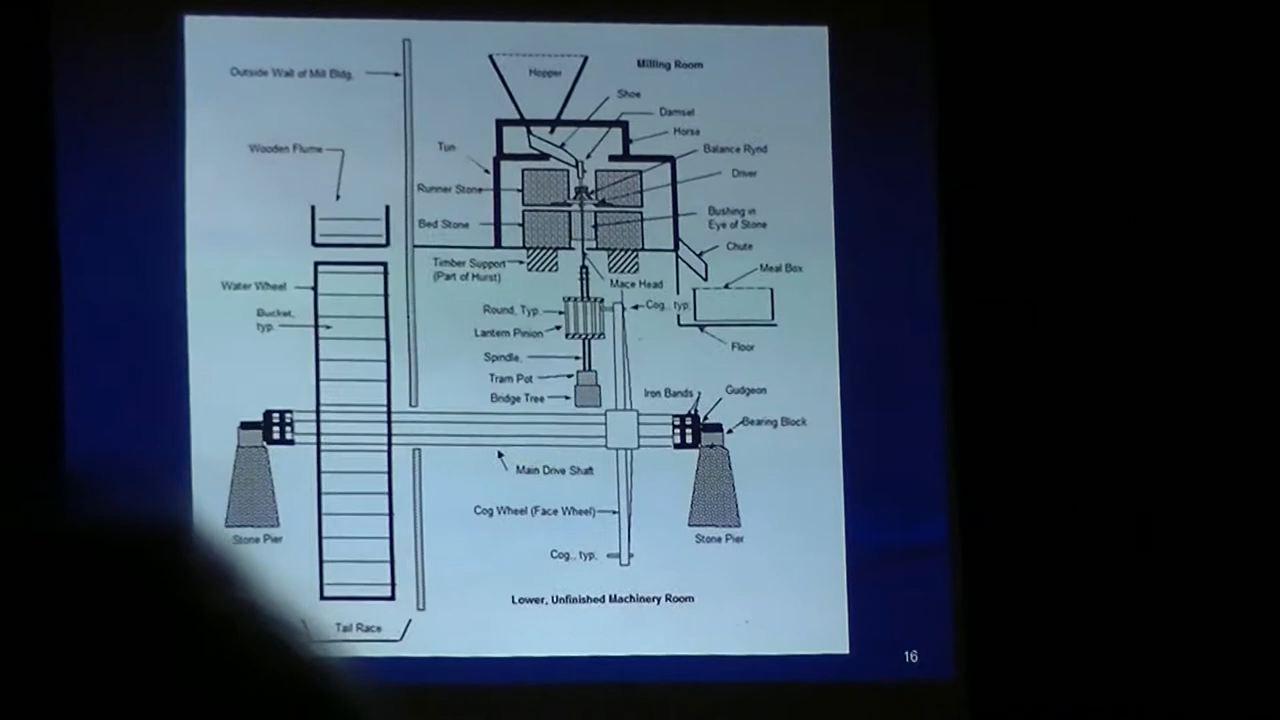 Milling Room
Hopper
Outside Wall of Mill Bldg.
Shoe
Damsel
Horse
Tun
Wooden Flume
Balance Rynd
Driver
Runner Stone
Bed Stone
Bushing in
Eye of Stone
Chute
Timber Support
(Part of Hurst)
Meal Box
Mace Head
Water Wheel
Bucket,
typ.
Round, Typ.
Cog., typ.
Lantern Pinion
Floor
Spindle,
Tram Pot
Bridge Tree
Iron Bands
Gudgeon
Bearing Block
Main Drive Shaft
Cog Wheel (Face Wheel)
Stone Pier
Stone Pier
Cog., typ.
Lower, Unfinished Machinery Room
Tail Race
16